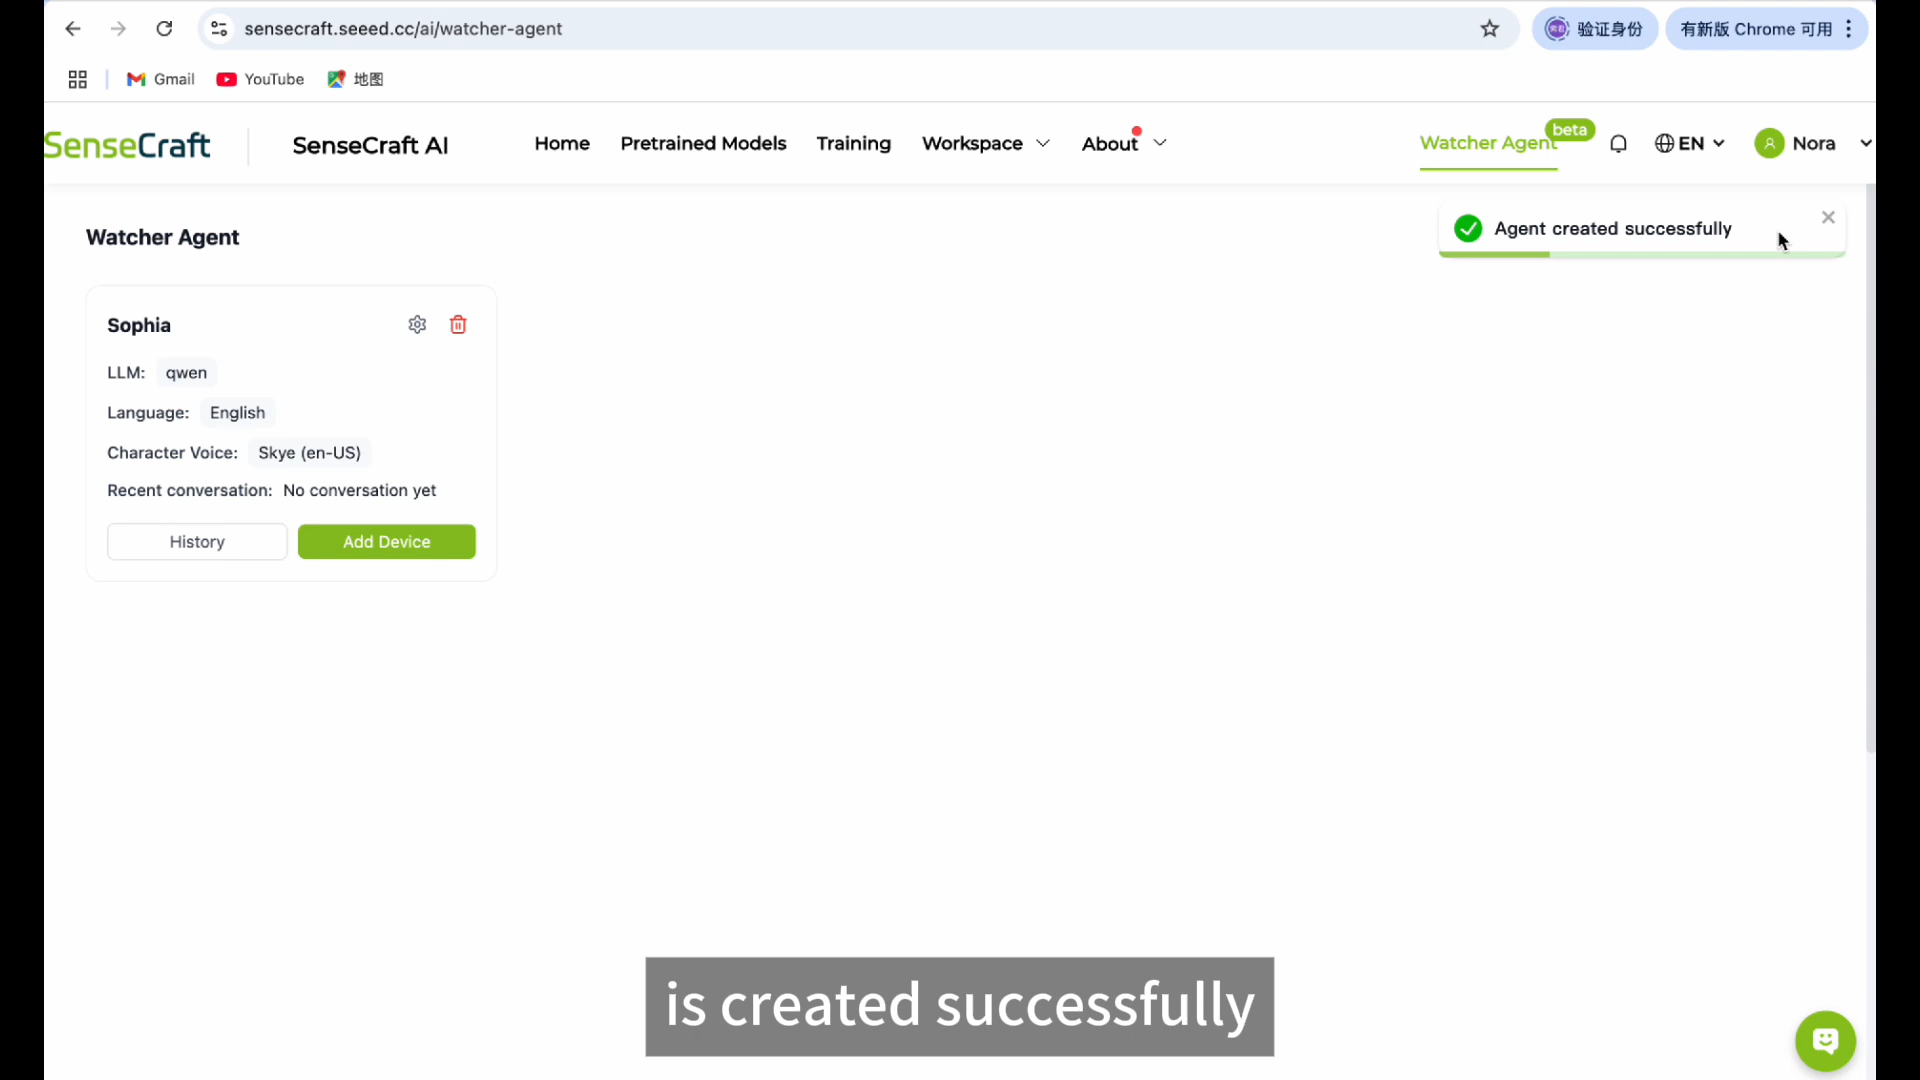 sensecraft.seeed.cc/ai/watcher-agent
验证身份
有新版 Chrome 可用
Gmail
YouTube
地图
SenseCraft
SenseCraft AI
Home
Pretrained Models
Training
Workspace
About
Watcher Agent
beta
EN
Nora
Watcher Agent
Agent created successfully
Sophia
LLM: qwen
Language: English
Character Voice: Skye (en-US)
Recent conversation: No conversation yet
History
Add Device
is created successfully